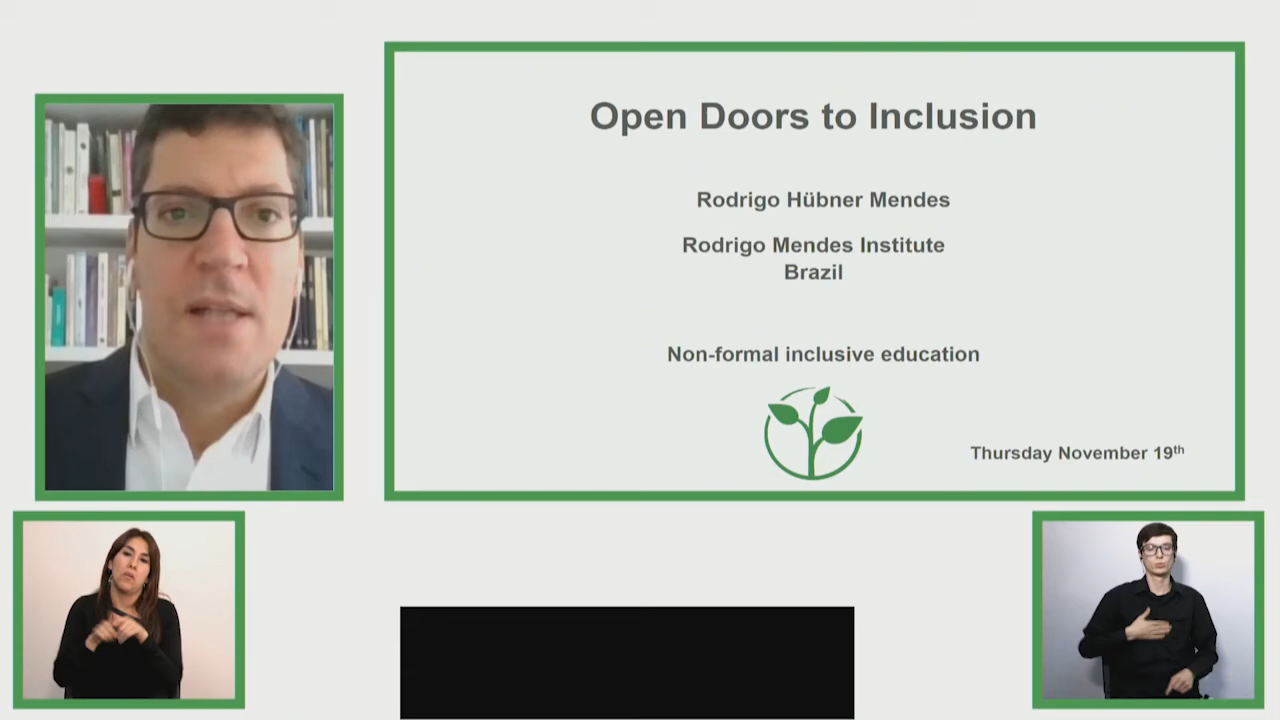 Open Doors to Inclusion
Rodrigo Hübner Mendes
Rodrigo Mendes Institute
Brazil
Non-formal inclusive education
Thursday November 19th